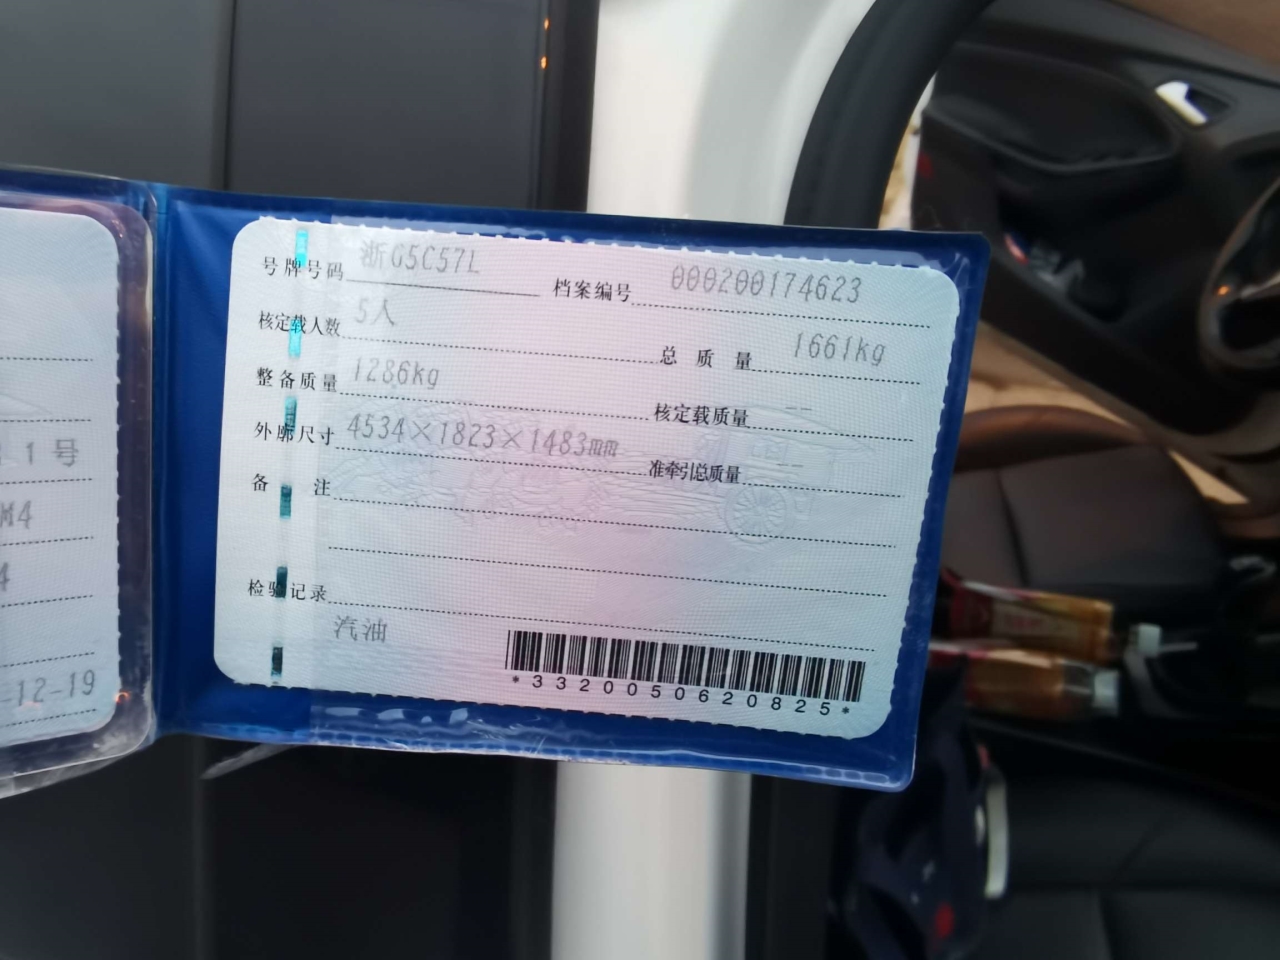 号牌号码 浙G5C57L 档案编号 000200174623
核定载人数 5人 总质量 1661kg
整备质量 1286kg 核定载质量 --
外廓尺寸 4534×1823×1483mm 准牵引总质量 --
备注
检验记录
汽油
*3320050620825*
1号
M4
4
12-19